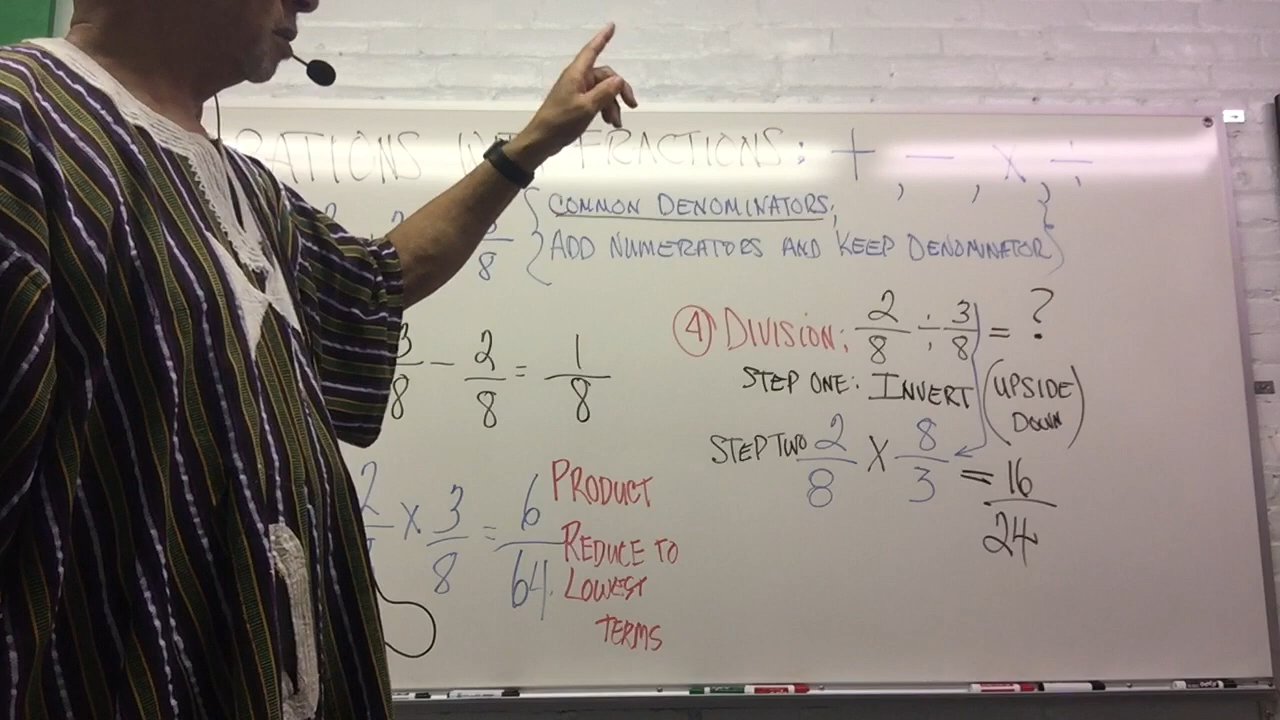 RATIONS WIT FRACTIONS: + , - , X ÷
COMMON DENOMINATORS;
ADD NUMERATORS AND KEEP DENOMINATOR
8
3/8 - 2/8 = 1/8
2 X 3/8 = 6/64
PRODUCT
REDUCE TO
LOWEST
TERMS
④ DIVISION: 2/8 ÷ 3/8 = ?
STEP ONE: INVERT (UPSIDE DOWN)
STEP TWO 2/8 X 8/3 = 16/24